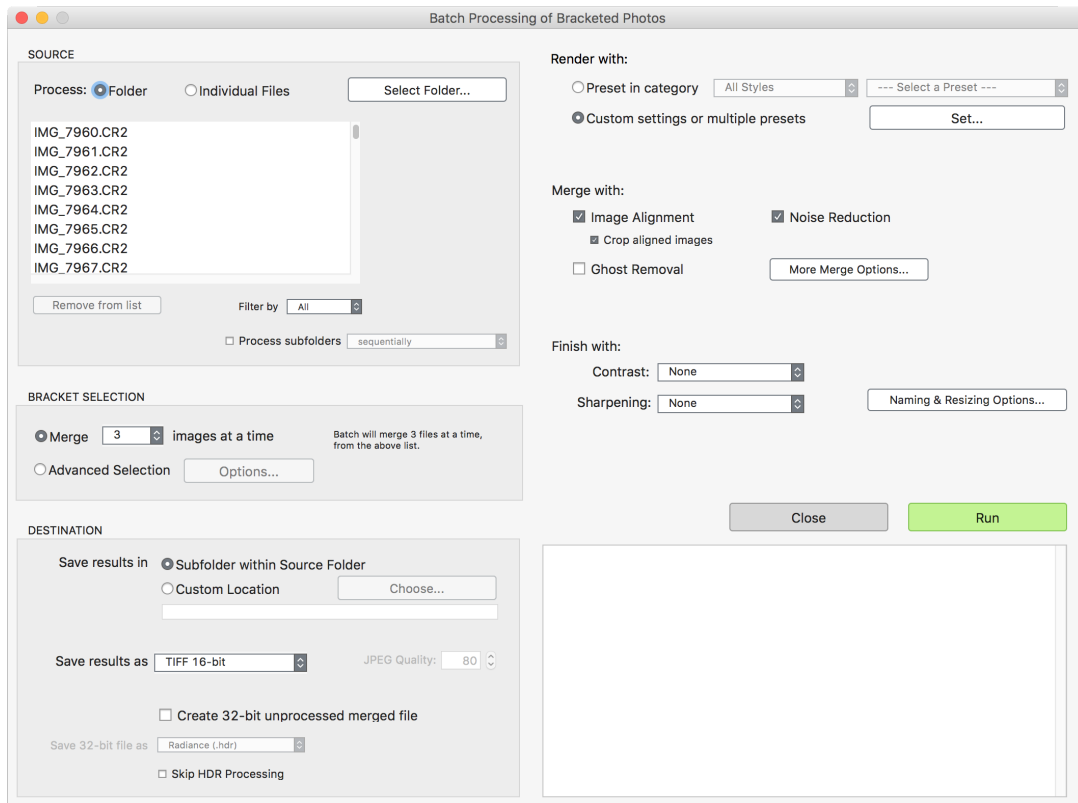 Batch Processing of Bracketed Photos
SOURCE
Process: Folder Individual Files Select Folder...
IMG_7960.CR2
IMG_7961.CR2
IMG_7962.CR2
IMG_7963.CR2
IMG_7964.CR2
IMG_7965.CR2
IMG_7966.CR2
IMG_7967.CR2
Remove from list Filter by All
Process subfolders sequentially
BRACKET SELECTION
Merge 3 images at a time
Batch will merge 3 files at a time,
from the above list.
Advanced Selection Options...
DESTINATION
Save results in Subfolder within Source Folder
Custom Location Choose...
Save results as TIFF 16-bit JPEG Quality: 80
Create 32-bit unprocessed merged file
Save 32-bit file as Radiance (.hdr)
Skip HDR Processing
Render with:
Preset in category All Styles --- Select a Preset ---
Custom settings or multiple presets Set...
Merge with:
Image Alignment Noise Reduction
Crop aligned images
Ghost Removal More Merge Options...
Finish with:
Contrast: None
Sharpening: None Naming & Resizing Options...
Close Run